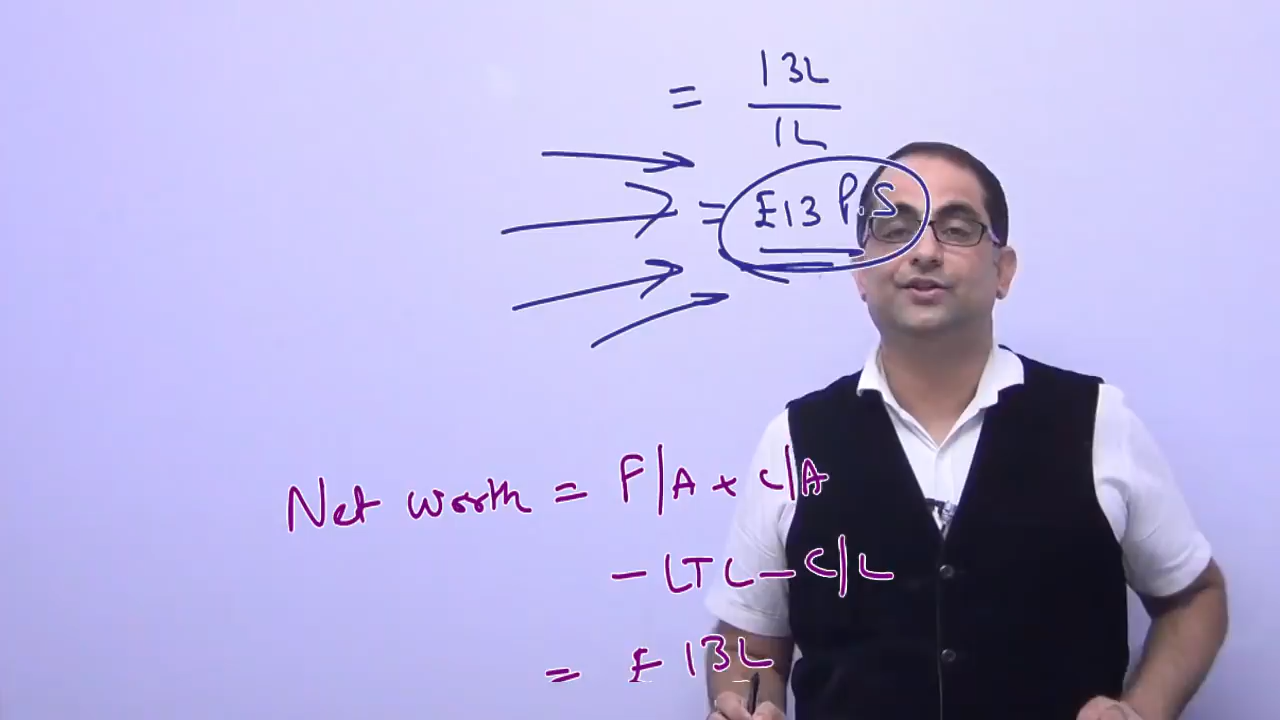 = 13L
1L
= £13 P.S
Net worth = F/A + C/A
- LTL - C/L
= £ 13L